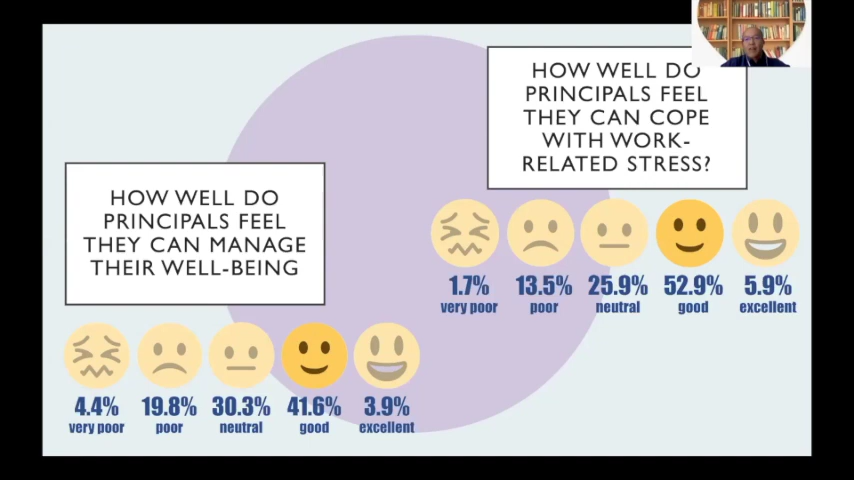 HOW WELL DO
PRINCIPALS FEEL
THEY CAN COPE
WITH WORK-
RELATED STRESS?
1.7% 13.5% 25.9% 52.9% 5.9%
very poor poor neutral good excellent
HOW WELL DO
PRINCIPALS FEEL
THEY CAN MANAGE
THEIR WELL-BEING
4.4% 19.8% 30.3% 41.6% 3.9%
very poor poor neutral good excellent